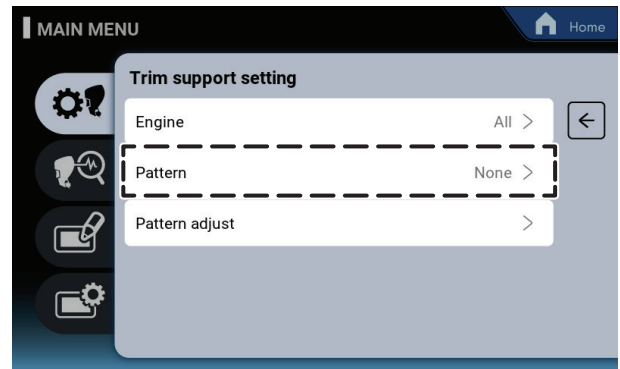 MAIN MENU
Home
Trim support setting
Engine All
Pattern None
Pattern adjust